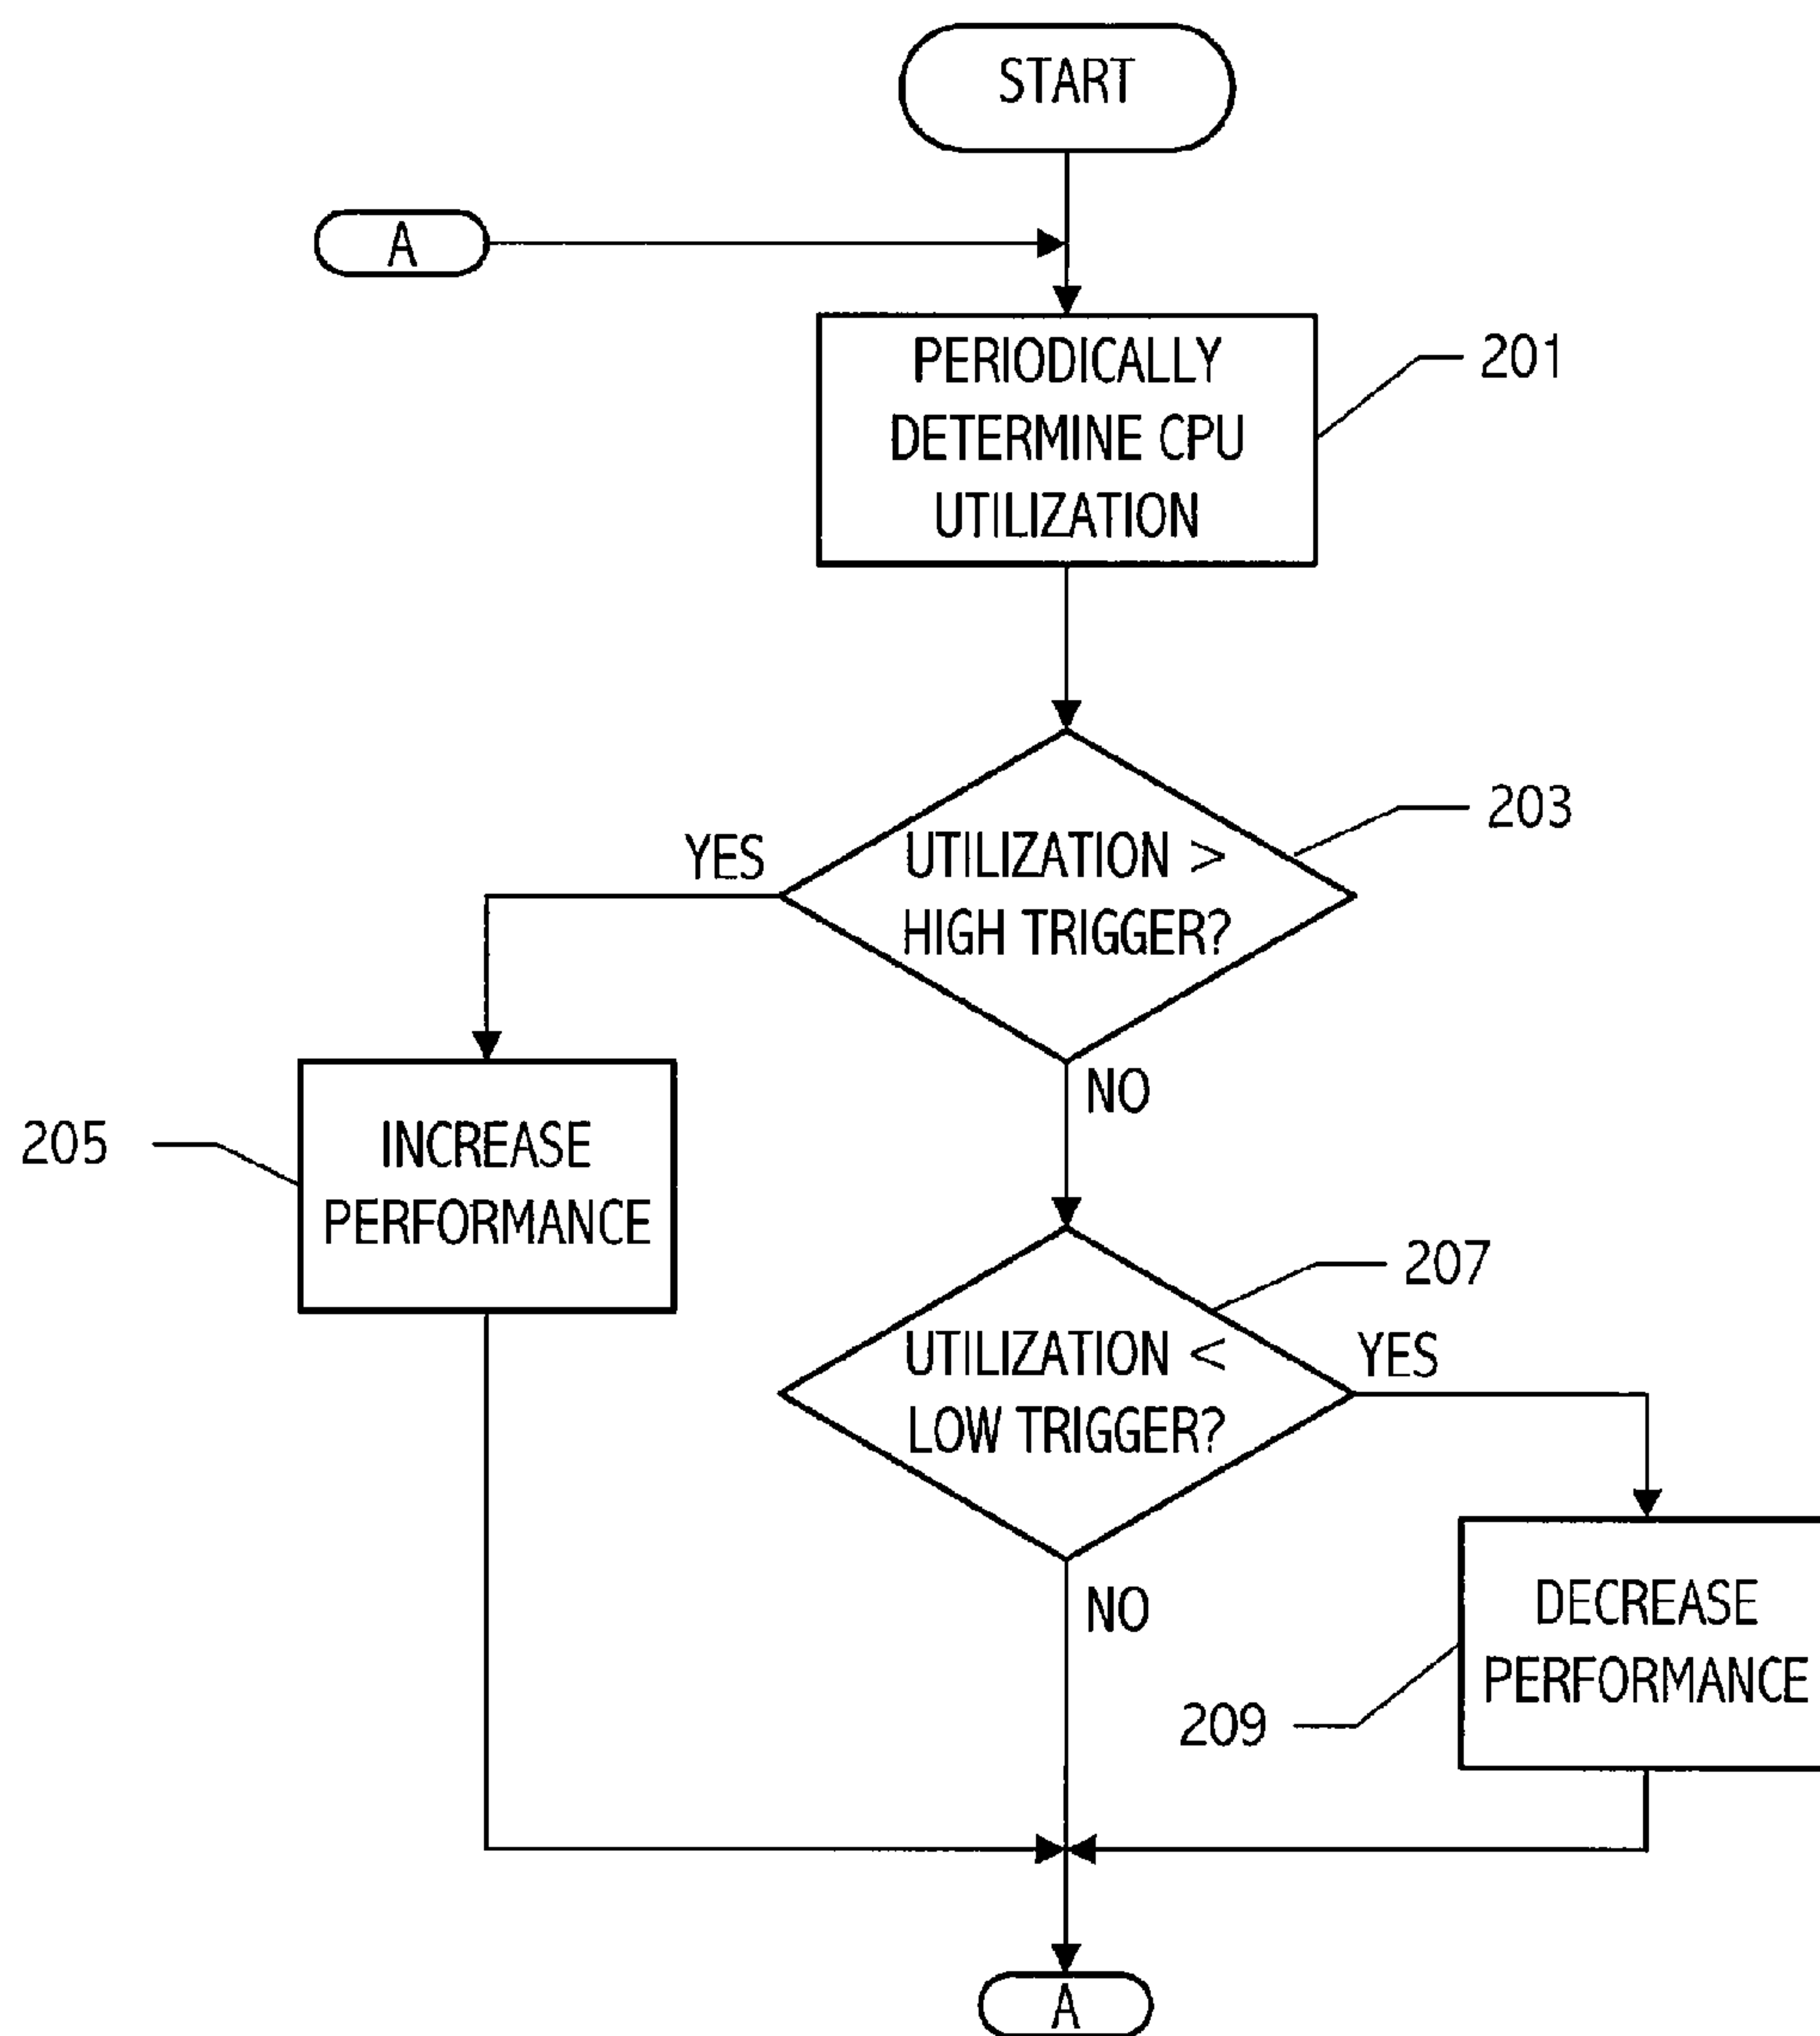 START
A
PERIODICALLY
DETERMINE CPU
UTILIZATION
201
203
YES
UTILIZATION >
HIGH TRIGGER?
NO
205
INCREASE
PERFORMANCE
207
UTILIZATION <
LOW TRIGGER?
YES
NO
DECREASE
PERFORMANCE
209
A